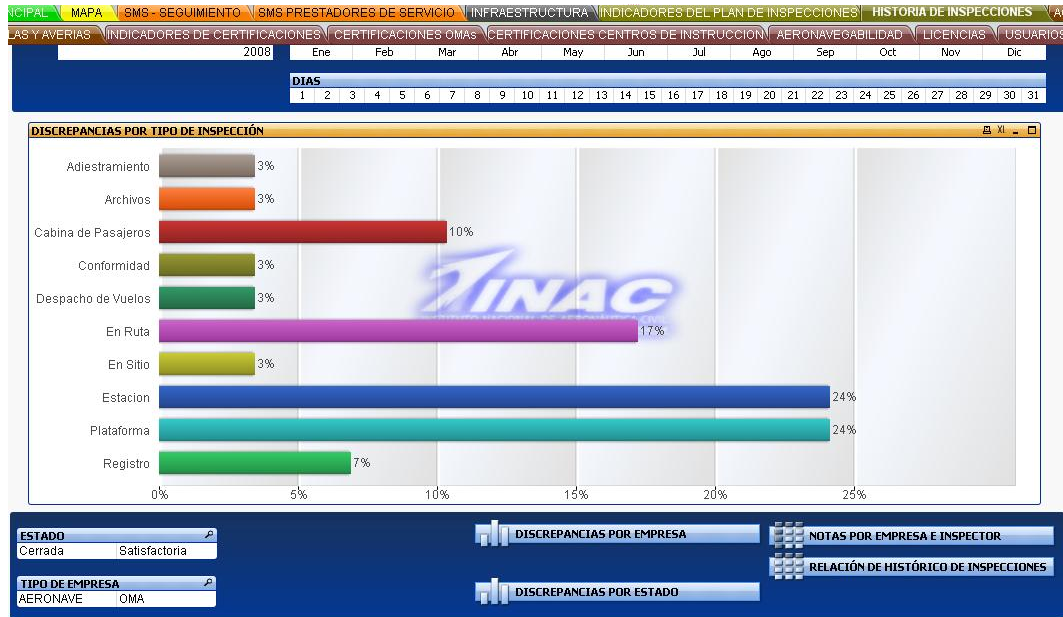 NCIPAL MAPA SMS - SEGUIMIENTO SMS PRESTADORES DE SERVICIO INFRAESTRUCTURA INDICADORES DEL PLAN DE INSPECCIONES HISTORIA DE INSPECCIONES A
LAS Y AVERIAS INDICADORES DE CERTIFICACIONES CERTIFICACIONES OMAs CERTIFICACIONES CENTROS DE INSTRUCCION AERONAVEGABILIDAD LICENCIAS USUARIOS
2008 Ene Feb Mar Abr May Jun Jul Ago Sep Oct Nov Dic
DIAS
1 2 3 4 5 6 7 8 9 10 11 12 13 14 15 16 17 18 19 20 21 22 23 24 25 26 27 28 29 30 31
DISCREPANCIAS POR TIPO DE INSPECCIÓN XL
Adiestramiento 3%
Archivos 3%
Cabina de Pasajeros 10%
Conformidad 3%
Despacho de Vuelos 3%
INAC
INSTITUTO NACIONAL DE AERONÁUTICA CIVIL
En Ruta 17%
En Sitio 3%
Estacion 24%
Plataforma 24%
Registro 7%
0% 5% 10% 15% 20% 25%
ESTADO
Cerrada Satisfactoria
TIPO DE EMPRESA
AERONAVE OMA
DISCREPANCIAS POR EMPRESA
DISCREPANCIAS POR ESTADO
NOTAS POR EMPRESA E INSPECTOR
RELACIÓN DE HISTÓRICO DE INSPECCIONES